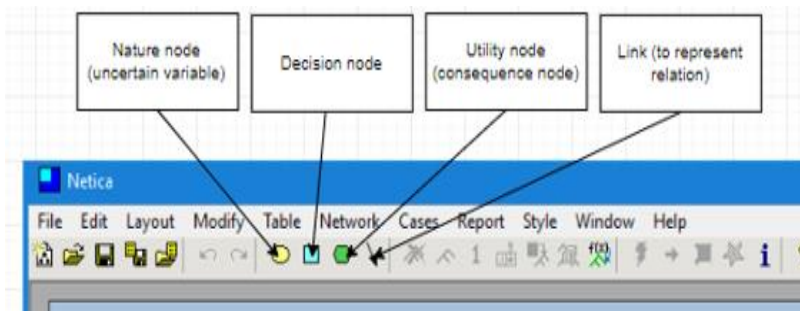 Nature node
(uncertain variable)
Decision node
Utility node
(consequence node)
Link (to represent
relation)
Netica
File Edit Layout Modify Table Network Cases Report Style Window Help
1
f(x)
i